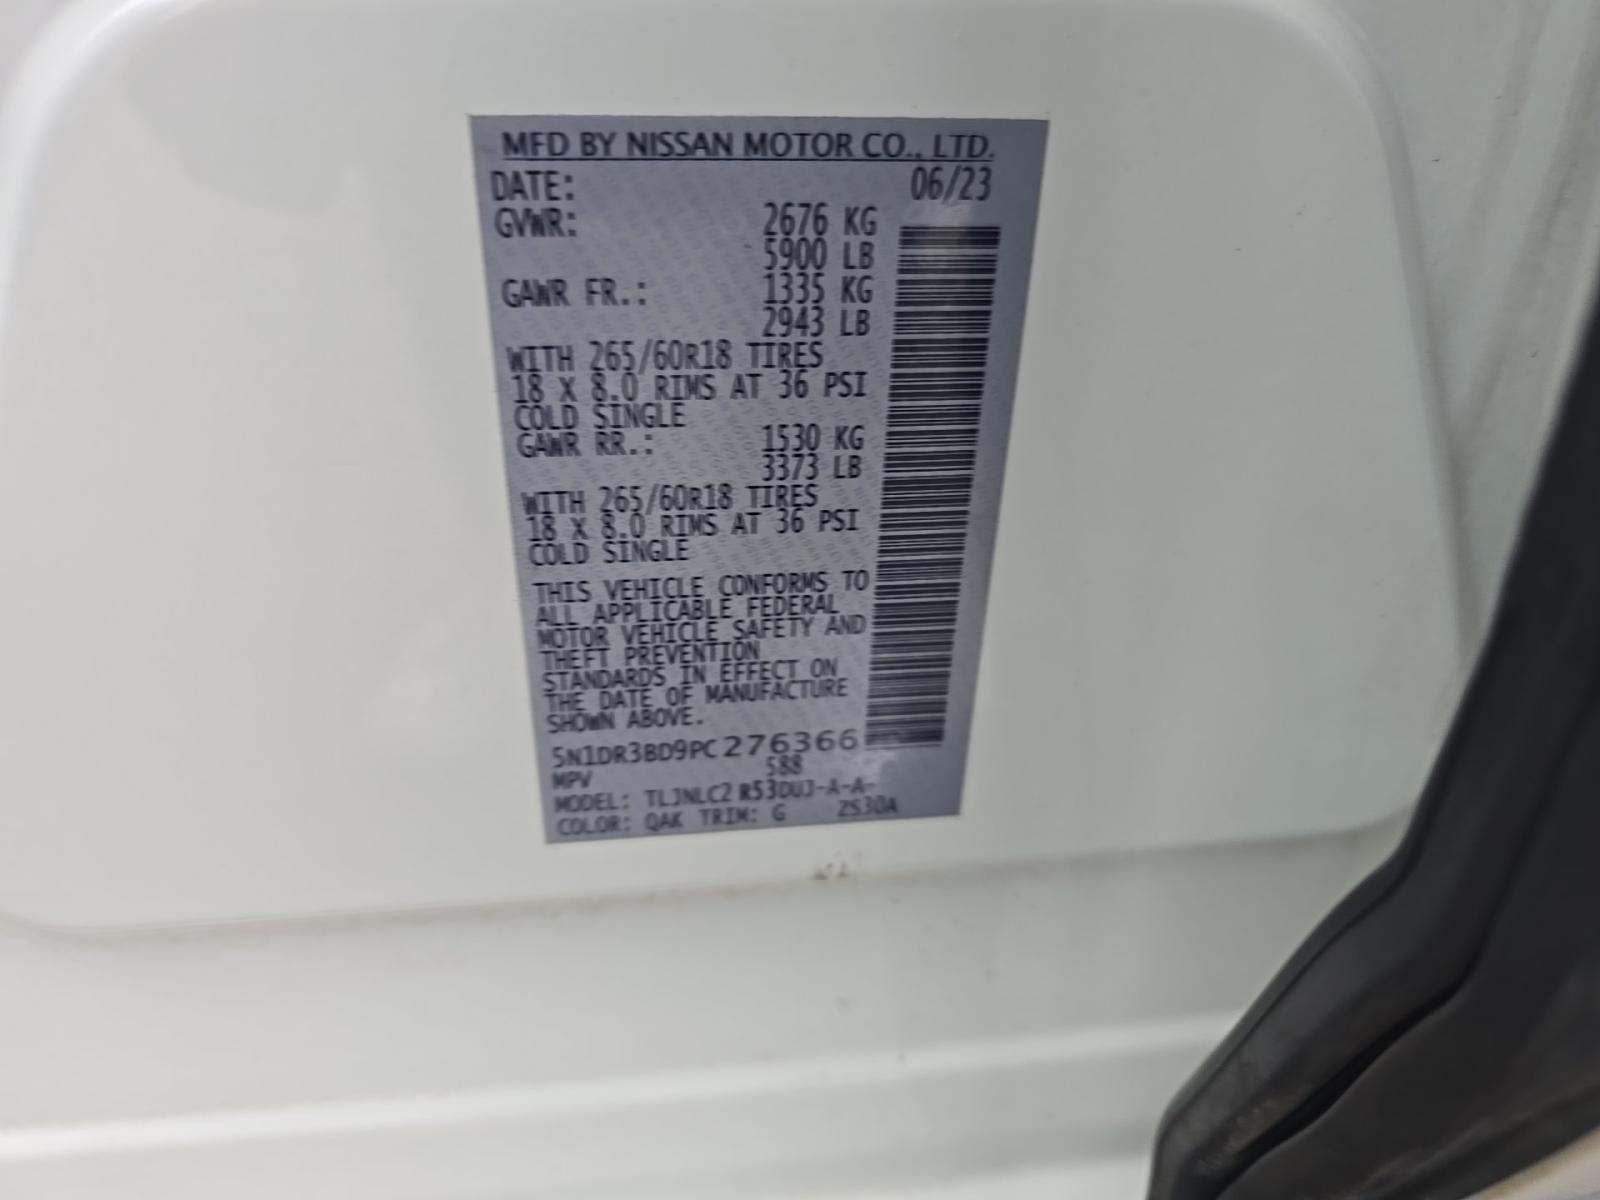 MFD BY NISSAN MOTOR CO., LTD.
DATE: 06/23
GVWR: 2676 KG
5900 LB
GAWR FR.: 1335 KG
2943 LB
WITH 265/60R18 TIRES
18 X 8.0 RIMS AT 36 PSI
COLD SINGLE
GAWR RR.: 1530 KG
3373 LB
WITH 265/60R18 TIRES
18 X 8.0 RIMS AT 36 PSI
COLD SINGLE
THIS VEHICLE CONFORMS TO
ALL APPLICABLE FEDERAL
MOTOR VEHICLE SAFETY AND
THEFT PREVENTION
STANDARDS IN EFFECT ON
THE DATE OF MANUFACTURE
SHOWN ABOVE.
5N1DR3BD9PC276366
MPV 588
MODEL: TLJNLC2 R53DUJ-A-A-
COLOR: QAK TRIM: G ZS30A